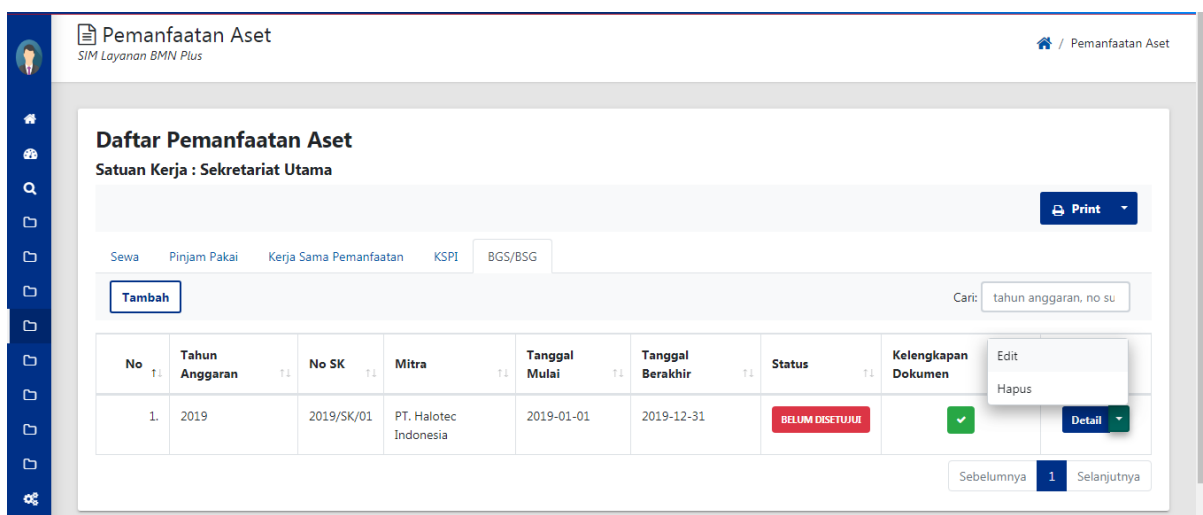 Pemanfaatan Aset
SIM Layanan BMN Plus
/ Pemanfaatan Aset
Daftar Pemanfaatan Aset
Satuan Kerja : Sekretariat Utama
Print
Sewa Pinjam Pakai Kerja Sama Pemanfaatan KSPI BGS/BSG
Tambah
Cari: tahun anggaran, no su
No Tahun Anggaran No SK Mitra Tanggal Mulai Tanggal Berakhir Status Kelengkapan Dokumen
Edit
Hapus
1. 2019 2019/SK/01 PT. Halotec Indonesia 2019-01-01 2019-12-31 BELUM DISETUJUI Detail
Sebelumnya 1 Selanjutnya